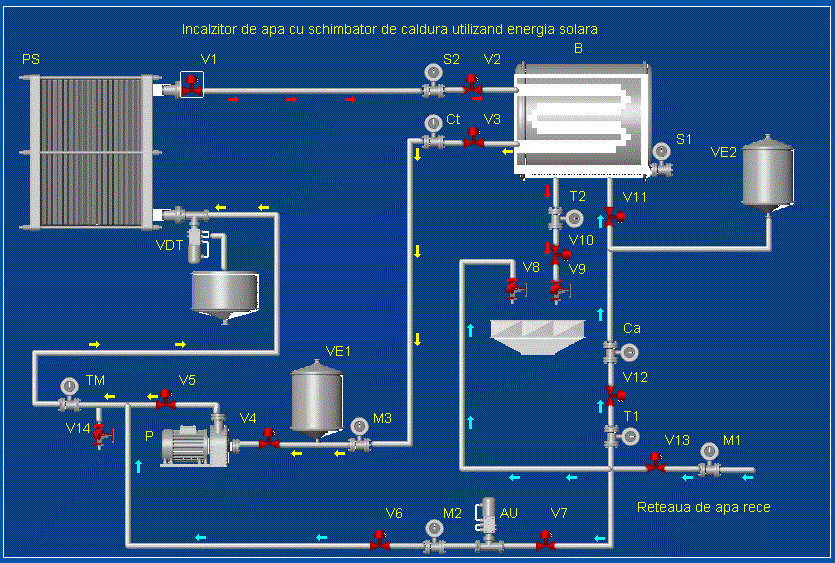 Incalzitor de apa cu schimbator de caldura utilizand energia solara
PS
V1
S2
V2
B
Ct
V3
S1
VE2
T2
V11
VDT
V10
V8
V9
Ca
VE1
TM
V5
V12
V14
P
V4
M3
T1
V13
M1
Reteaua de apa rece
V6
M2
AU
V7